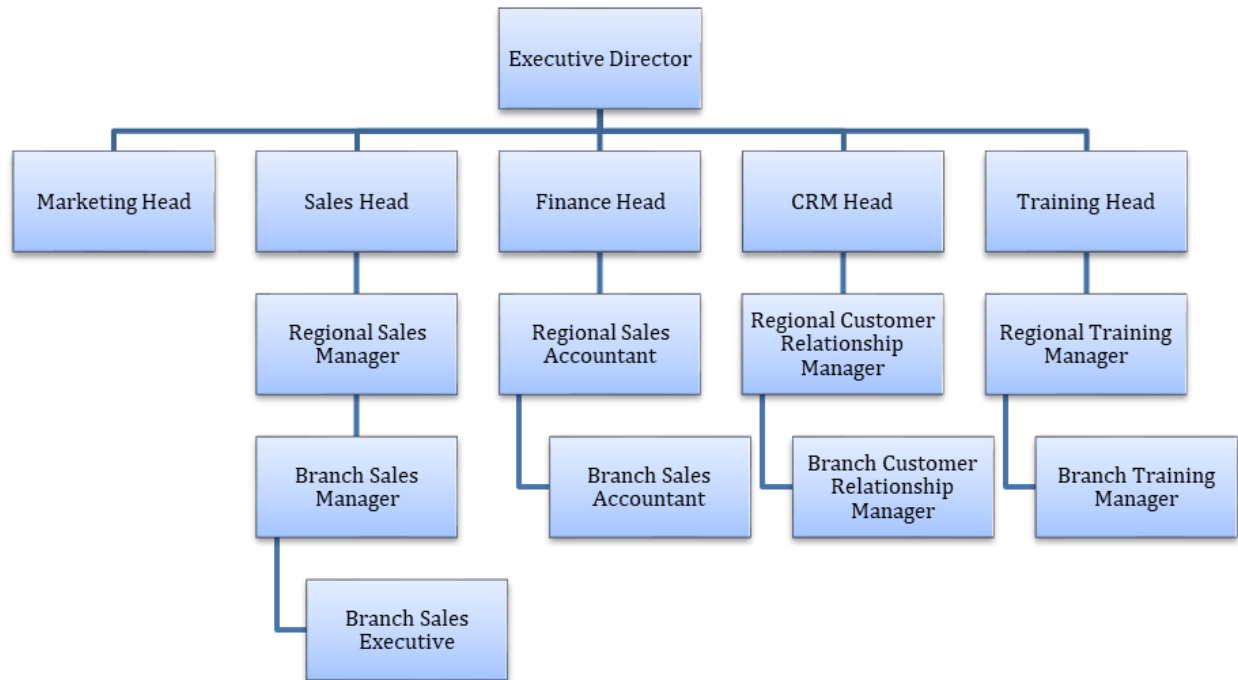 Executive Director
Marketing Head
Sales Head
Finance Head
CRM Head
Training Head
Regional Sales
Manager
Regional Sales
Accountant
Regional Customer
Relationship
Manager
Regional Training
Manager
Branch Sales
Manager
Branch Sales
Accountant
Branch Customer
Relationship
Manager
Branch Training
Manager
Branch Sales
Executive